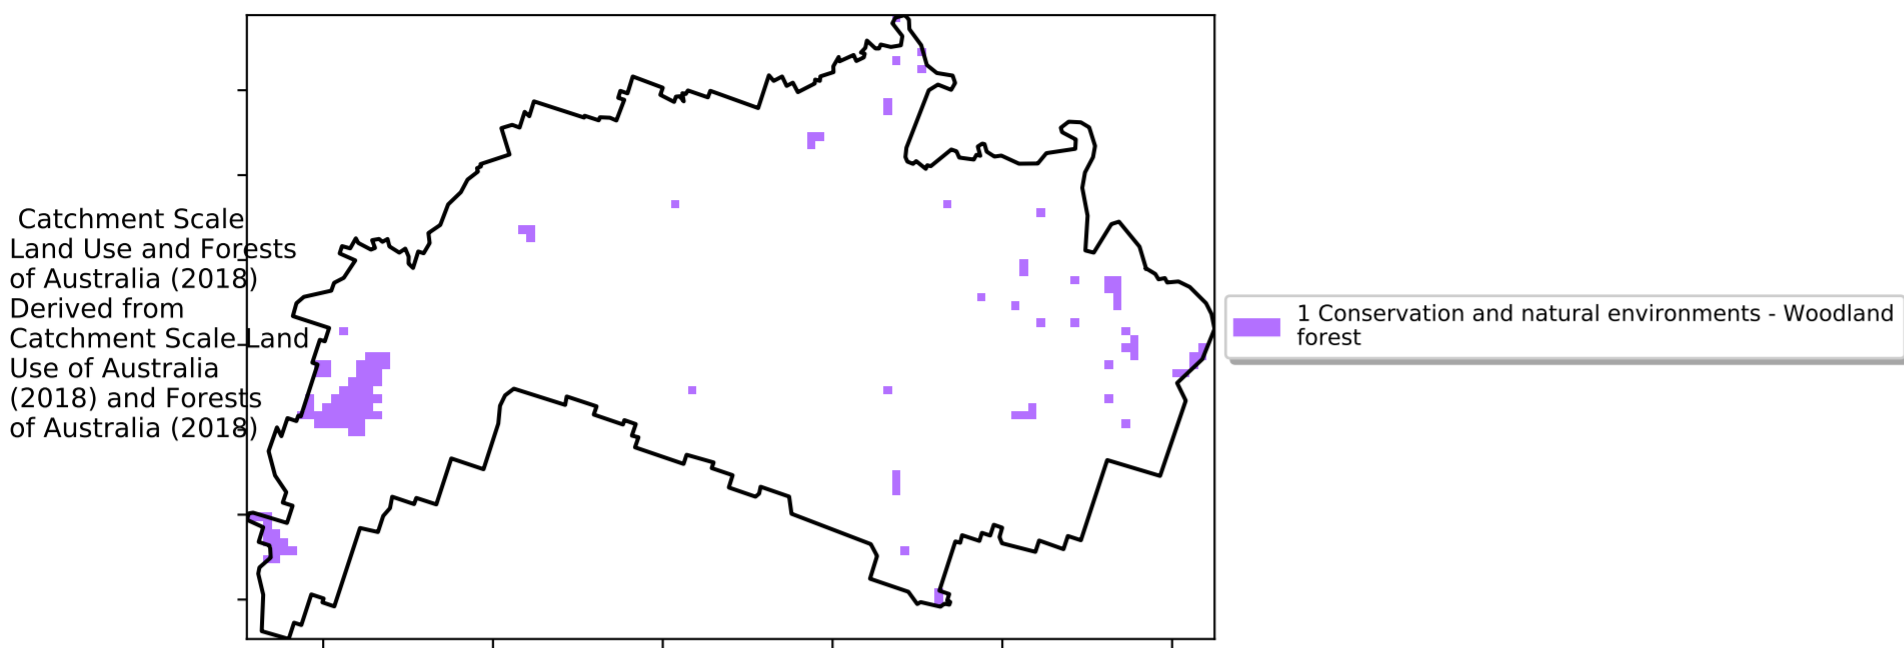 Catchment Scale
Land Use and Forests
of Australia (2018)
Derived from
Catchment Scale Land
Use of Australia
(2018) and Forests
of Australia (2018)
1 Conservation and natural environments - Woodland
forest